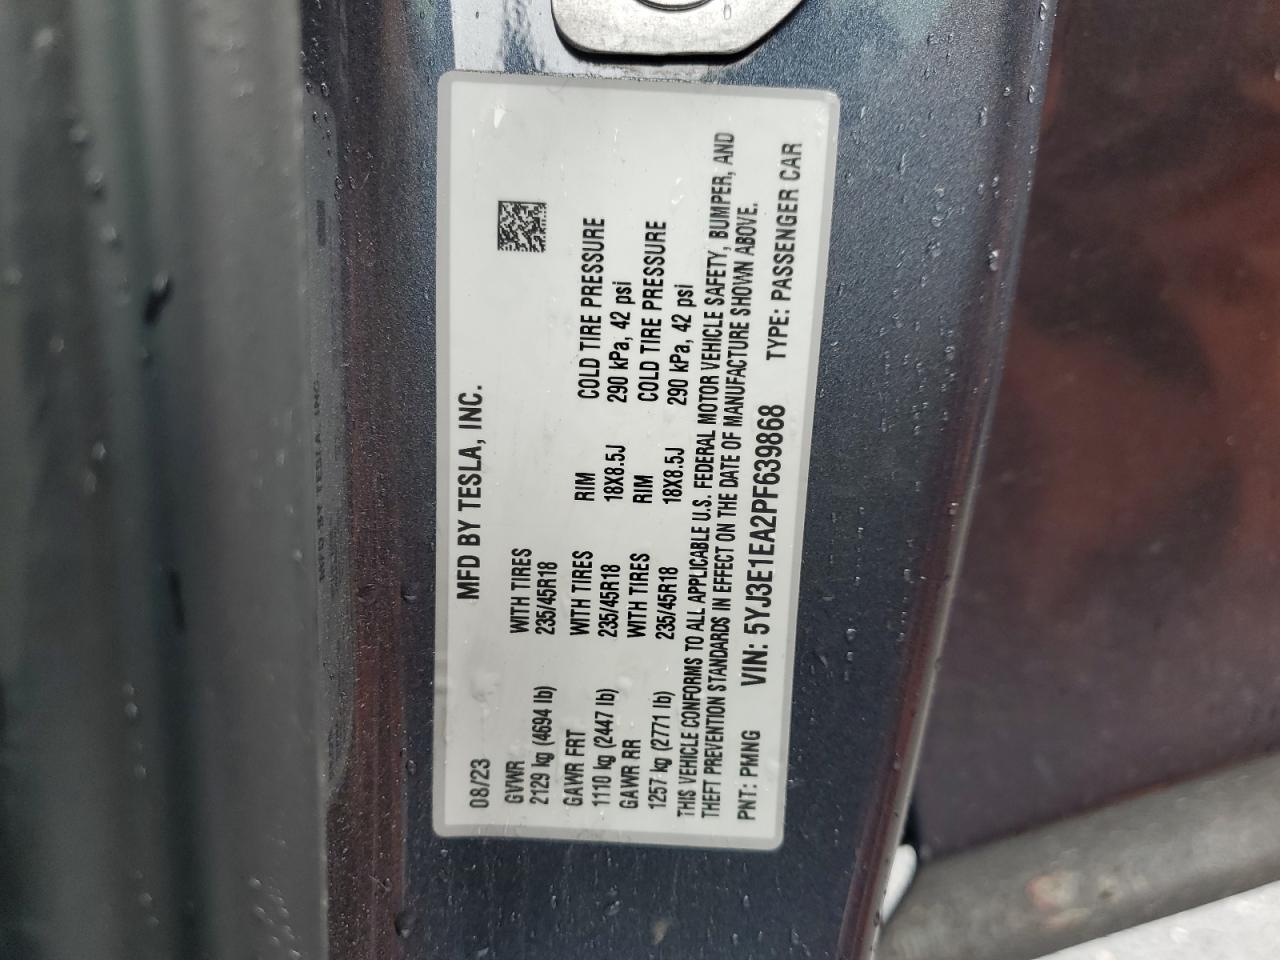 MFD BY TESLA, INC.
08/23
GVWR WITH TIRES
2129 kg (4694 lb) 235/45R18
GAWR FRT WITH TIRES RIM COLD TIRE PRESSURE
1110 kg (2447 lb) 235/45R18 18X8.5J 290 kPa, 42 psi
GAWR RR WITH TIRES RIM COLD TIRE PRESSURE
1257 kg (2771 lb) 235/45R18 18X8.5J 290 kPa, 42 psi
THIS VEHICLE CONFORMS TO ALL APPLICABLE U.S. FEDERAL MOTOR VEHICLE SAFETY, BUMPER, AND
THEFT PREVENTION STANDARDS IN EFFECT ON THE DATE OF MANUFACTURE SHOWN ABOVE.
PNT: PMNG VIN: 5YJ3E1EA2PF639868 TYPE: PASSENGER CAR